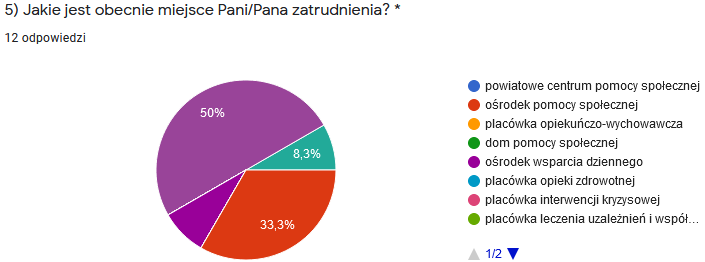 5) Jakie jest obecnie miejsce Pani/Pana zatrudnienia? *
12 odpowiedzi
50%
8,3%
33,3%
powiatowe centrum pomocy społecznej
ośrodek pomocy społecznej
placówka opiekuńczo-wychowawcza
dom pomocy społecznej
ośrodek wsparcia dziennego
placówka opieki zdrowotnej
placówka interwencji kryzysowej
placówka leczenia uzależnień i współ…
1/2